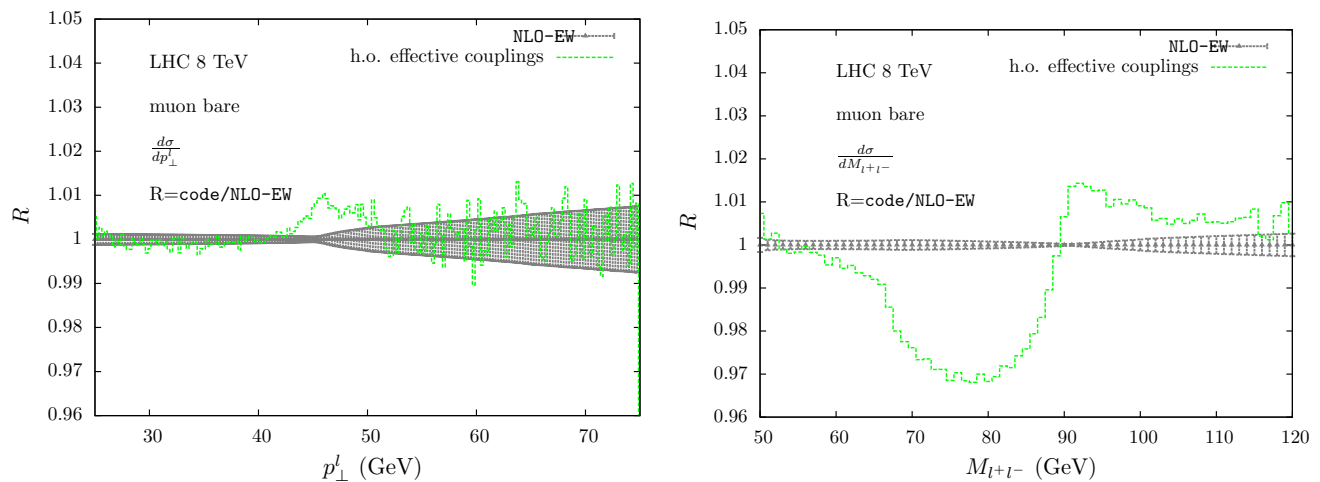 1.05
1.04
1.03
1.02
1.01
1
0.99
0.98
0.97
0.96
R
NLO-EW
h.o. effective couplings
LHC 8 TeV
muon bare
dσ/dp⊥^l
R=code/NLO-EW
30 40 50 60 70
p⊥^l (GeV)
1.05
1.04
1.03
1.02
1.01
1
0.99
0.98
0.97
0.96
R
NLO-EW
h.o. effective couplings
LHC 8 TeV
muon bare
dσ/dM_{l+l−}
R=code/NLO-EW
50 60 70 80 90 100 110 120
M_{l+l−} (GeV)